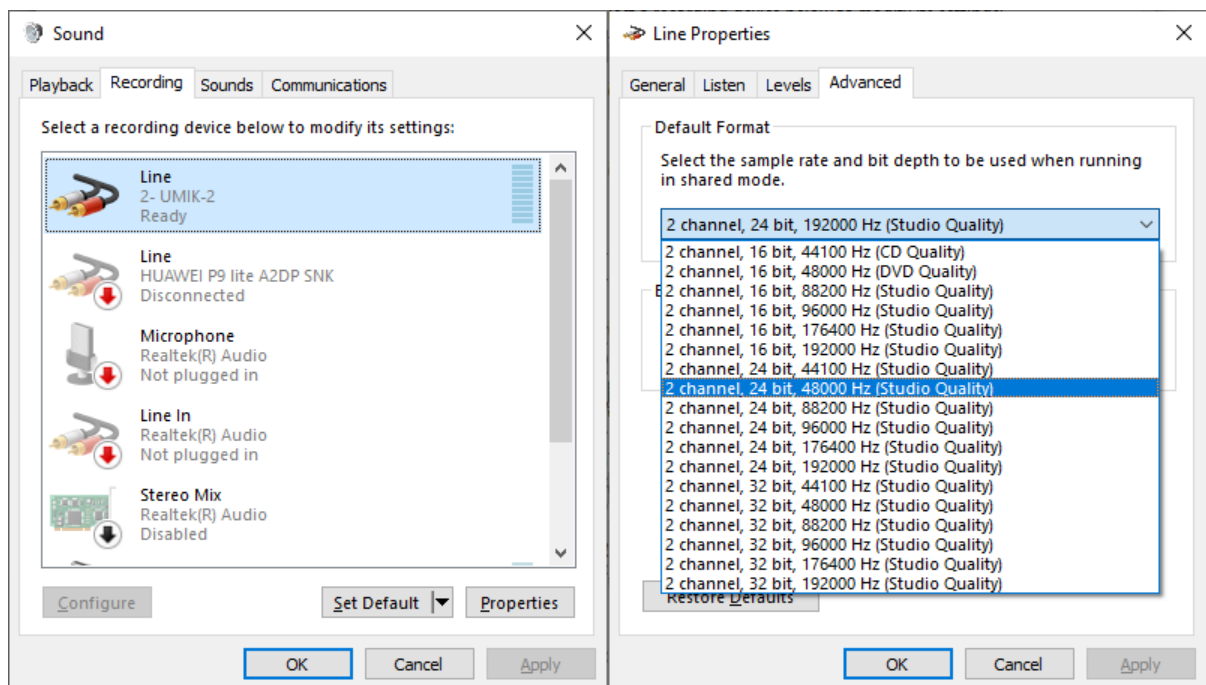 Sound
Playback
Recording
Sounds
Communications
Select a recording device below to modify its settings:
Line
2- UMIK-2
Ready
Line
HUAWEI P9 lite A2DP SNK
Disconnected
Microphone
Realtek(R) Audio
Not plugged in
Line In
Realtek(R) Audio
Not plugged in
Stereo Mix
Realtek(R) Audio
Disabled
Configure
Set Default
Properties
OK
Cancel
Apply
Line Properties
General
Listen
Levels
Advanced
Default Format
Select the sample rate and bit depth to be used when running
in shared mode.
2 channel, 24 bit, 192000 Hz (Studio Quality)
2 channel, 16 bit, 44100 Hz (CD Quality)
2 channel, 16 bit, 48000 Hz (DVD Quality)
2 channel, 16 bit, 88200 Hz (Studio Quality)
2 channel, 16 bit, 96000 Hz (Studio Quality)
2 channel, 16 bit, 176400 Hz (Studio Quality)
2 channel, 16 bit, 192000 Hz (Studio Quality)
2 channel, 24 bit, 44100 Hz (Studio Quality)
2 channel, 24 bit, 48000 Hz (Studio Quality)
2 channel, 24 bit, 88200 Hz (Studio Quality)
2 channel, 24 bit, 96000 Hz (Studio Quality)
2 channel, 24 bit, 176400 Hz (Studio Quality)
2 channel, 24 bit, 192000 Hz (Studio Quality)
2 channel, 32 bit, 44100 Hz (Studio Quality)
2 channel, 32 bit, 48000 Hz (Studio Quality)
2 channel, 32 bit, 88200 Hz (Studio Quality)
2 channel, 32 bit, 96000 Hz (Studio Quality)
2 channel, 32 bit, 176400 Hz (Studio Quality)
2 channel, 32 bit, 192000 Hz (Studio Quality)
Restore Defaults
OK
Cancel
Apply